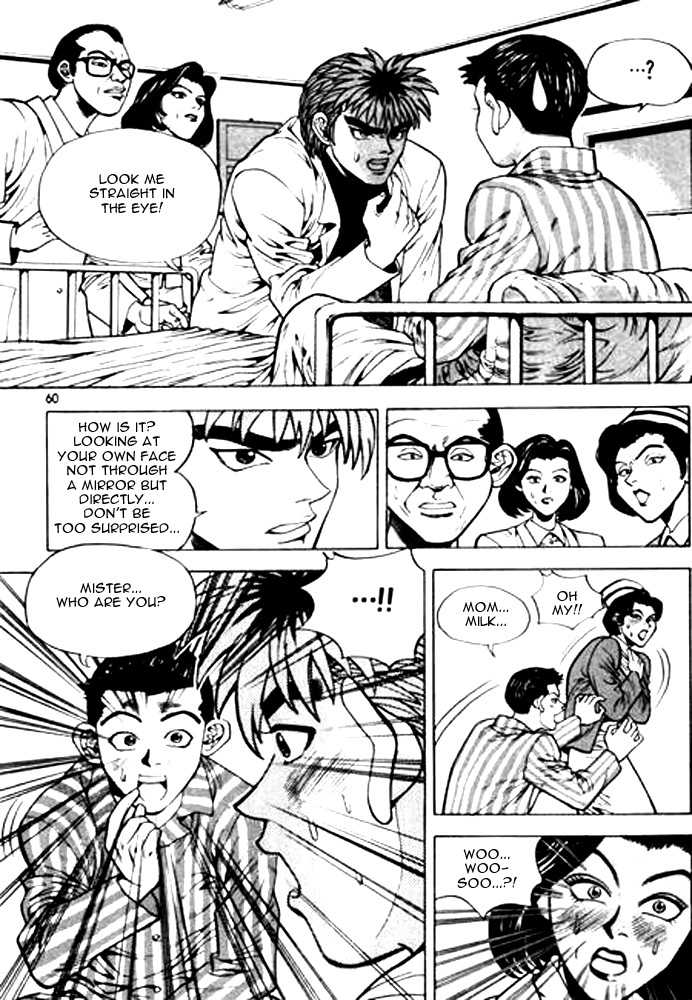 ...?
LOOK ME
STRAIGHT IN
THE EYE!
60
HOW IS IT?
LOOKING AT
YOUR OWN FACE
NOT THROUGH
A MIRROR BUT
DIRECTLY...
DON'T BE
TOO SURPRISED...
MISTER...
WHO ARE YOU?
...!!
MOM...
MILK...
OH
MY!!
WOO...
WOO-
SOO...?!